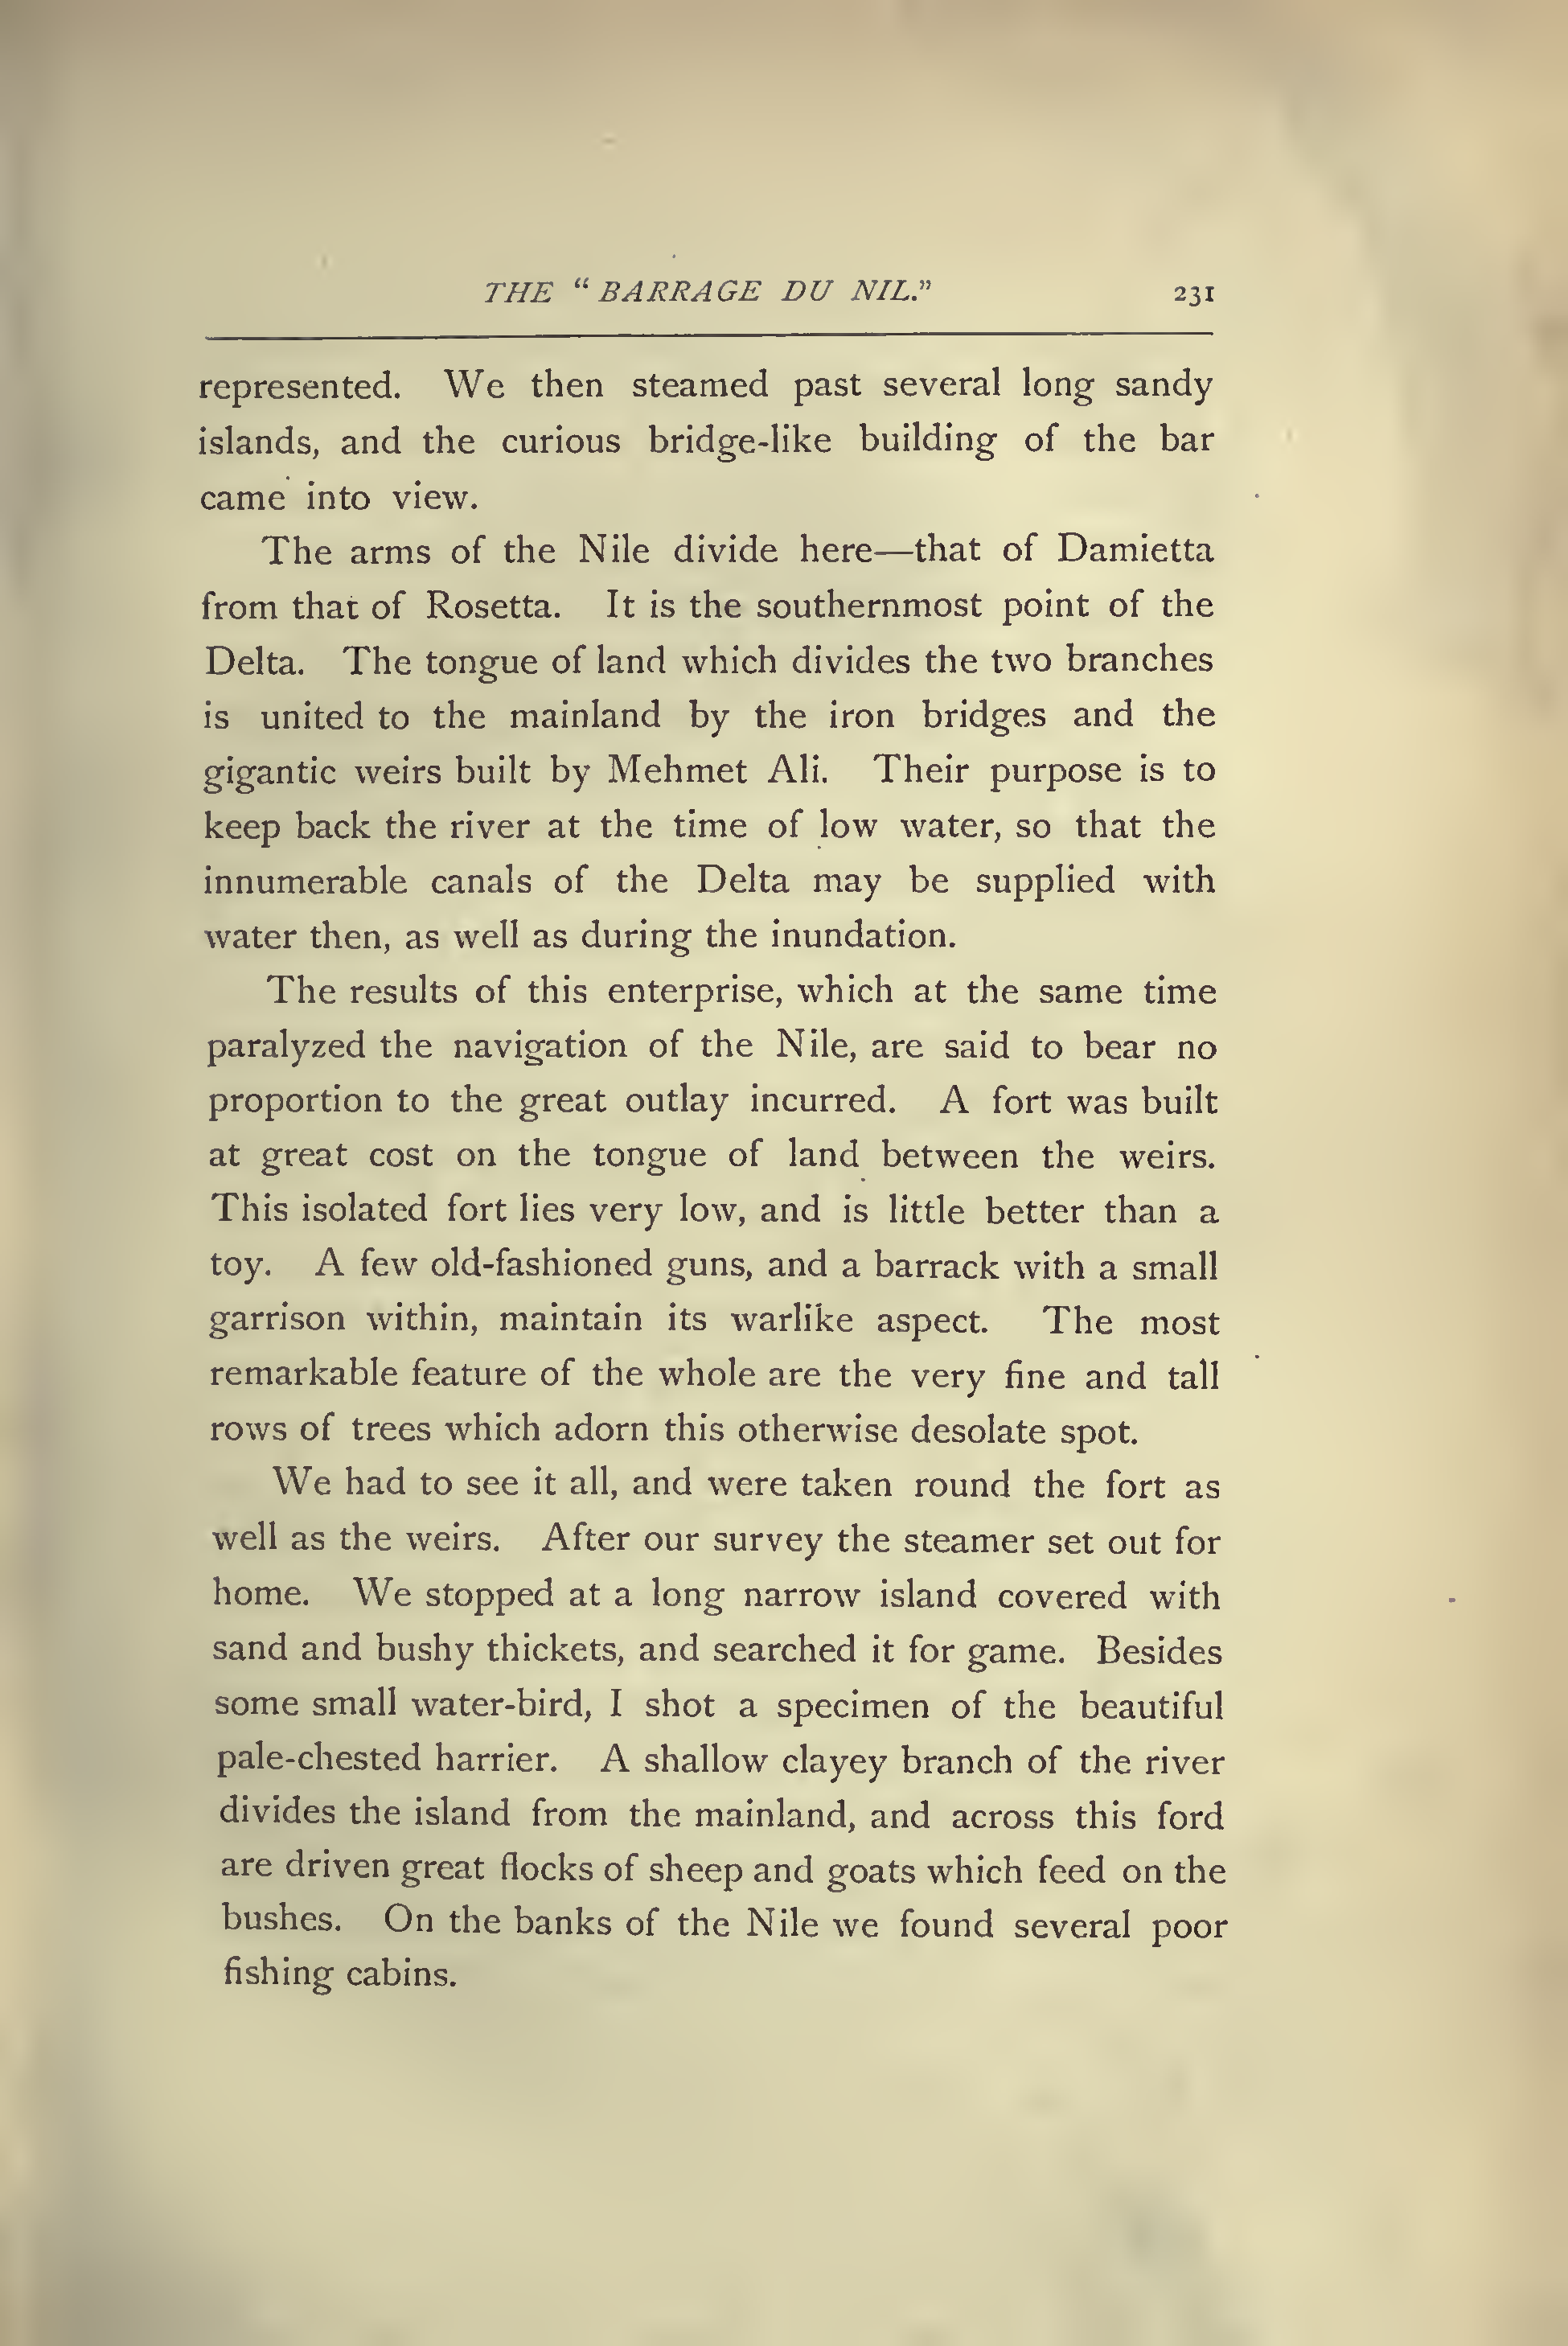 THE "BARRAGE DU NIL." 231
represented. We then steamed past several long sandy
islands, and the curious bridge-like building of the bar
came into view.
The arms of the Nile divide here—that of Damietta
from that of Rosetta. It is the southernmost point of the
Delta. The tongue of land which divides the two branches
is united to the mainland by the iron bridges and the
gigantic weirs built by Mehmet Ali. Their purpose is to
keep back the river at the time of low water, so that the
innumerable canals of the Delta may be supplied with
water then, as well as during the inundation.
The results of this enterprise, which at the same time
paralyzed the navigation of the Nile, are said to bear no
proportion to the great outlay incurred. A fort was built
at great cost on the tongue of land between the weirs.
This isolated fort lies very low, and is little better than a
toy. A few old-fashioned guns, and a barrack with a small
garrison within, maintain its warlike aspect. The most
remarkable feature of the whole are the very fine and tall
rows of trees which adorn this otherwise desolate spot.
We had to see it all, and were taken round the fort as
well as the weirs. After our survey the steamer set out for
home. We stopped at a long narrow island covered with
sand and bushy thickets, and searched it for game. Besides
some small water-bird, I shot a specimen of the beautiful
pale-chested harrier. A shallow clayey branch of the river
divides the island from the mainland, and across this ford
are driven great flocks of sheep and goats which feed on the
bushes. On the banks of the Nile we found several poor
fishing cabins.